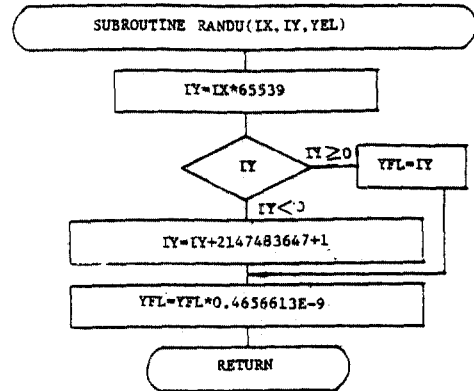 SUBROUTINE RANDU(IX,IY,YEL)
IY=IX*65539
IY
IY≥0
YFL=IY
IY<0
IY=IY+2147483647+1
YFL=YFL*0.4656613E-9
RETURN